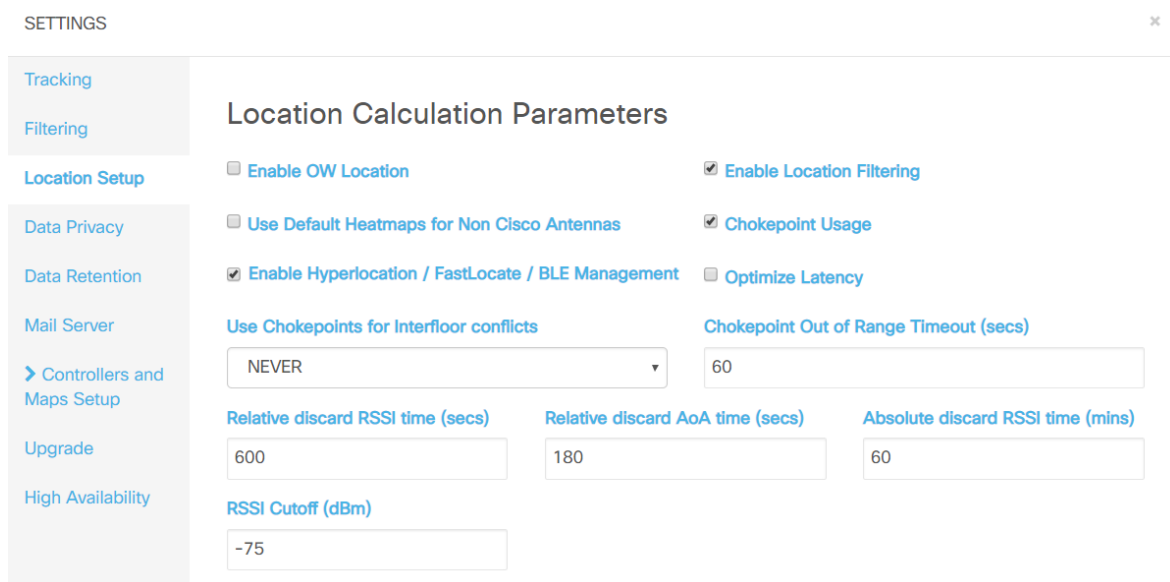 SETTINGS
×
Tracking
Filtering
Location Setup
Data Privacy
Data Retention
Mail Server
Controllers and
Maps Setup
Upgrade
High Availability
Location Calculation Parameters
Enable OW Location
Enable Location Filtering
Use Default Heatmaps for Non Cisco Antennas
Chokepoint Usage
Enable Hyperlocation / FastLocate / BLE Management
Optimize Latency
Use Chokepoints for Interfloor conflicts
Chokepoint Out of Range Timeout (secs)
NEVER
60
Relative discard RSSI time (secs)
Relative discard AoA time (secs)
Absolute discard RSSI time (mins)
600
180
60
RSSI Cutoff (dBm)
-75